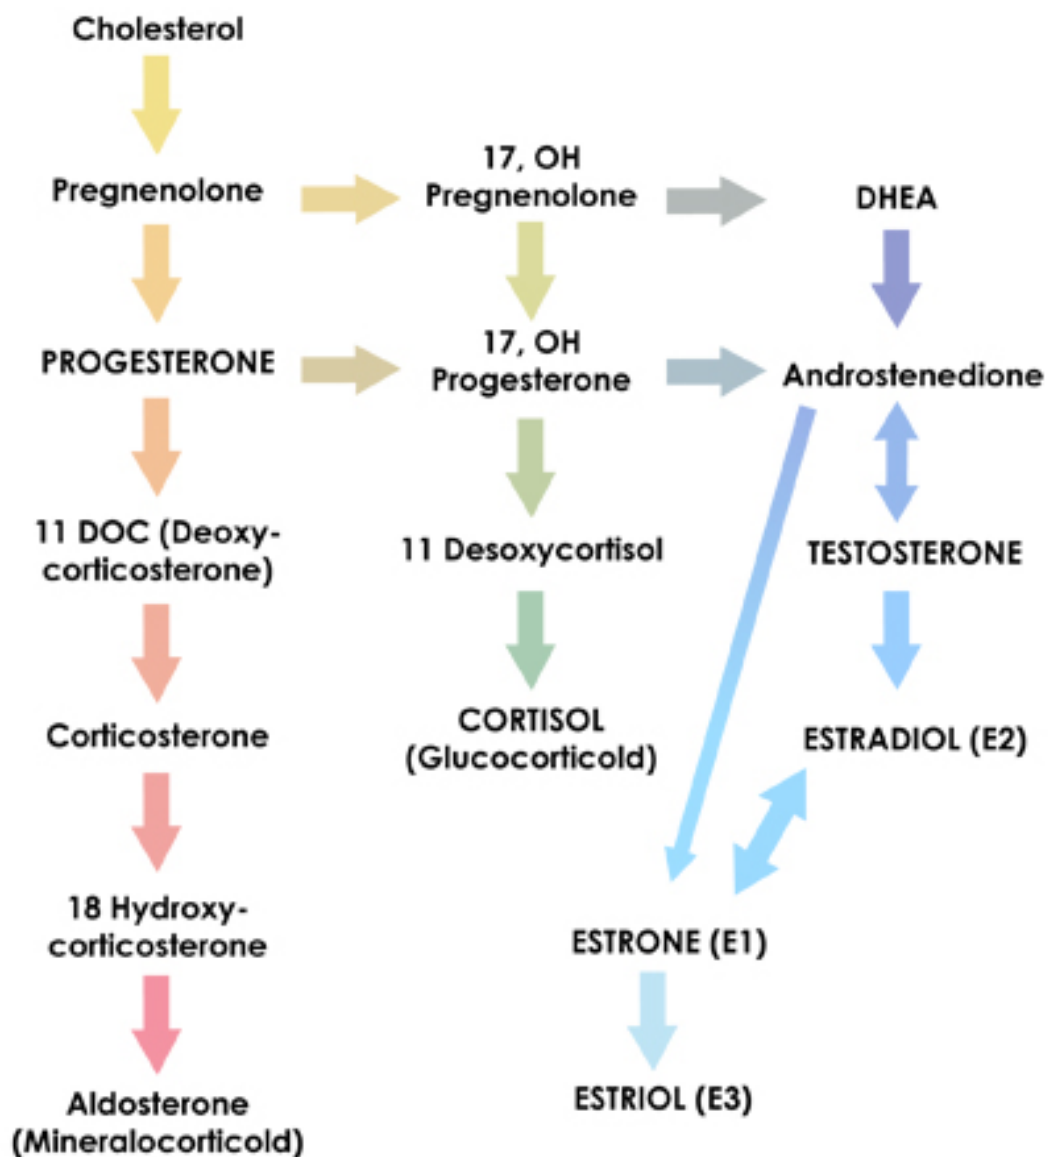 Cholesterol
Pregnenolone
17, OH
Pregnenolone
DHEA
PROGESTERONE
17, OH
Progesterone
Androstenedione
11 DOC (Deoxy-
corticosterone)
11 Desoxycortisol
TESTOSTERONE
Corticosterone
CORTISOL
(Glucocorticold)
ESTRADIOL (E2)
18 Hydroxy-
corticosterone
ESTRONE (E1)
Aldosterone
(Mineralocorticold)
ESTRIOL (E3)